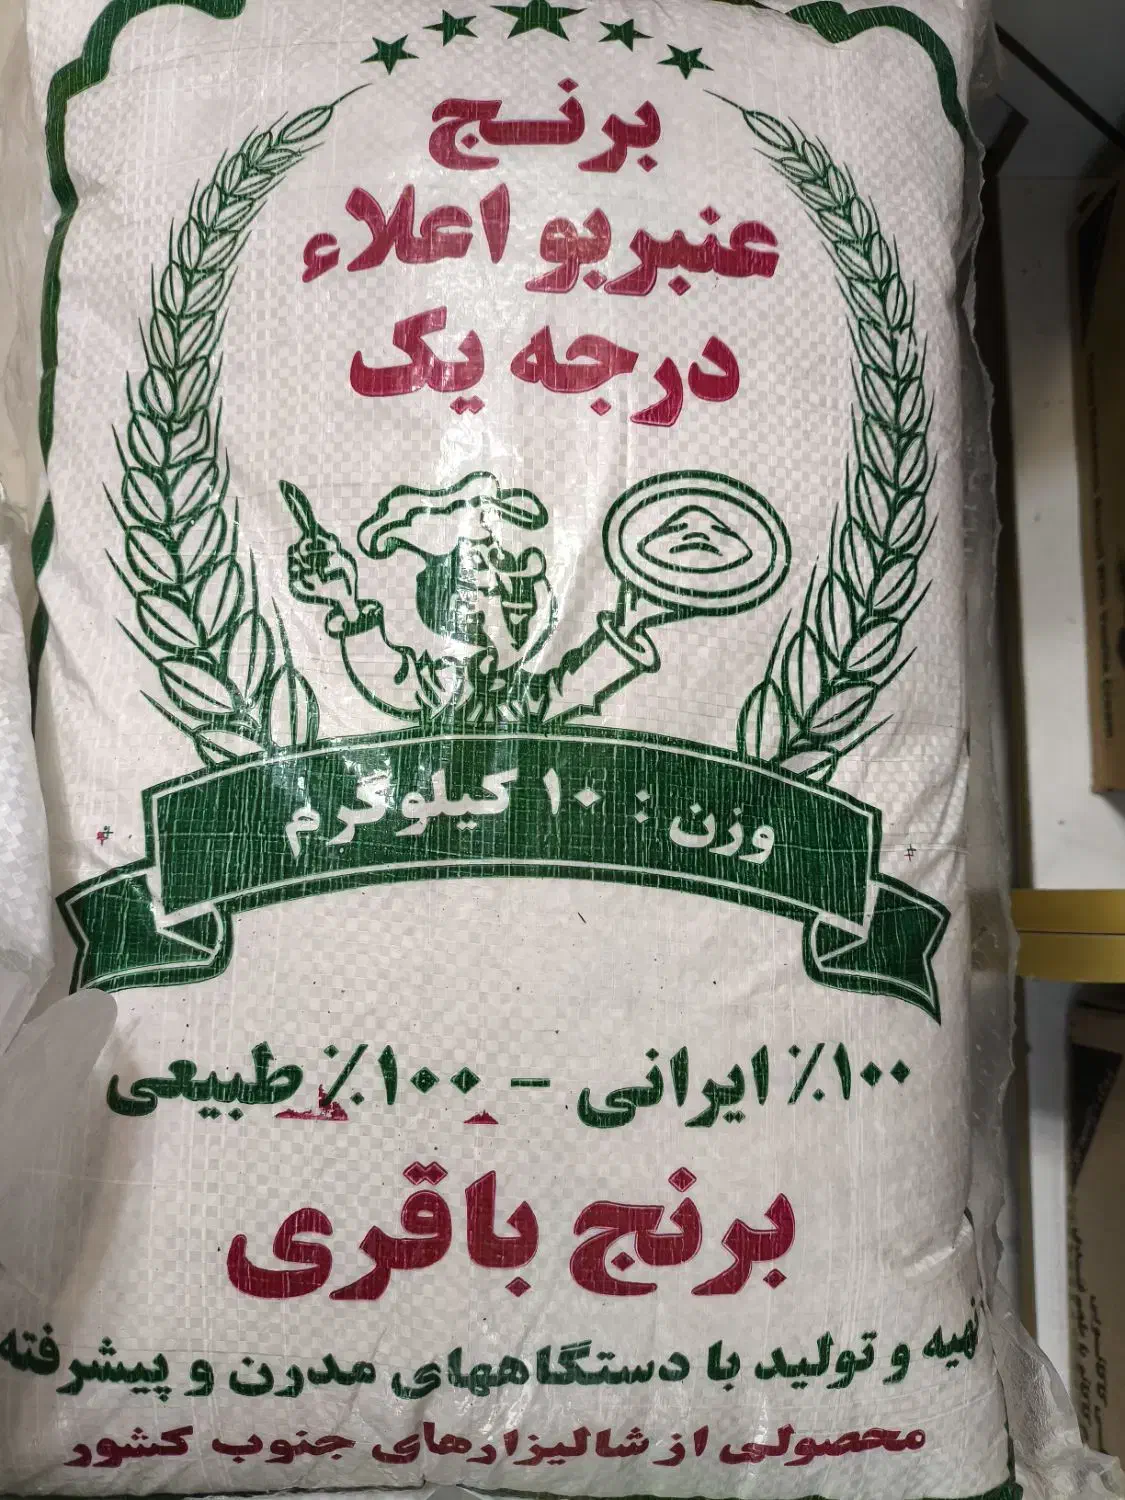 برنج
عنبربو اعلاء
درجه یک
وزن : ۱۰ کیلوگرم
۱۰۰٪ ایرانی - ۱۰۰٪ طبیعی
برنج باقری
تهیه و تولید با دستگاههای مدرن و پیشرفته
محصولی از شالیزارهای جنوب کشور